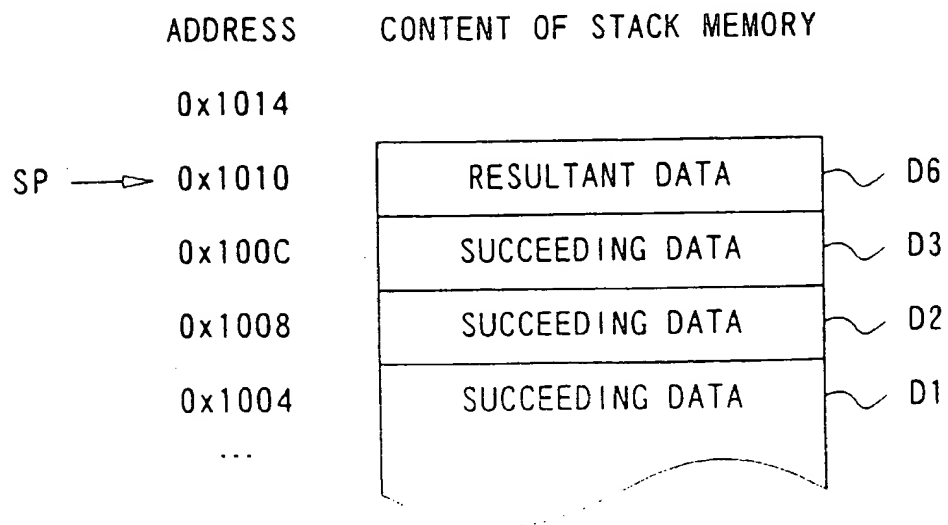 ADDRESS CONTENT OF STACK MEMORY
0x1014
SP 0x1010 RESULTANT DATA D6
0x100C SUCCEEDING DATA D3
0x1008 SUCCEEDING DATA D2
0x1004 SUCCEEDING DATA D1
...